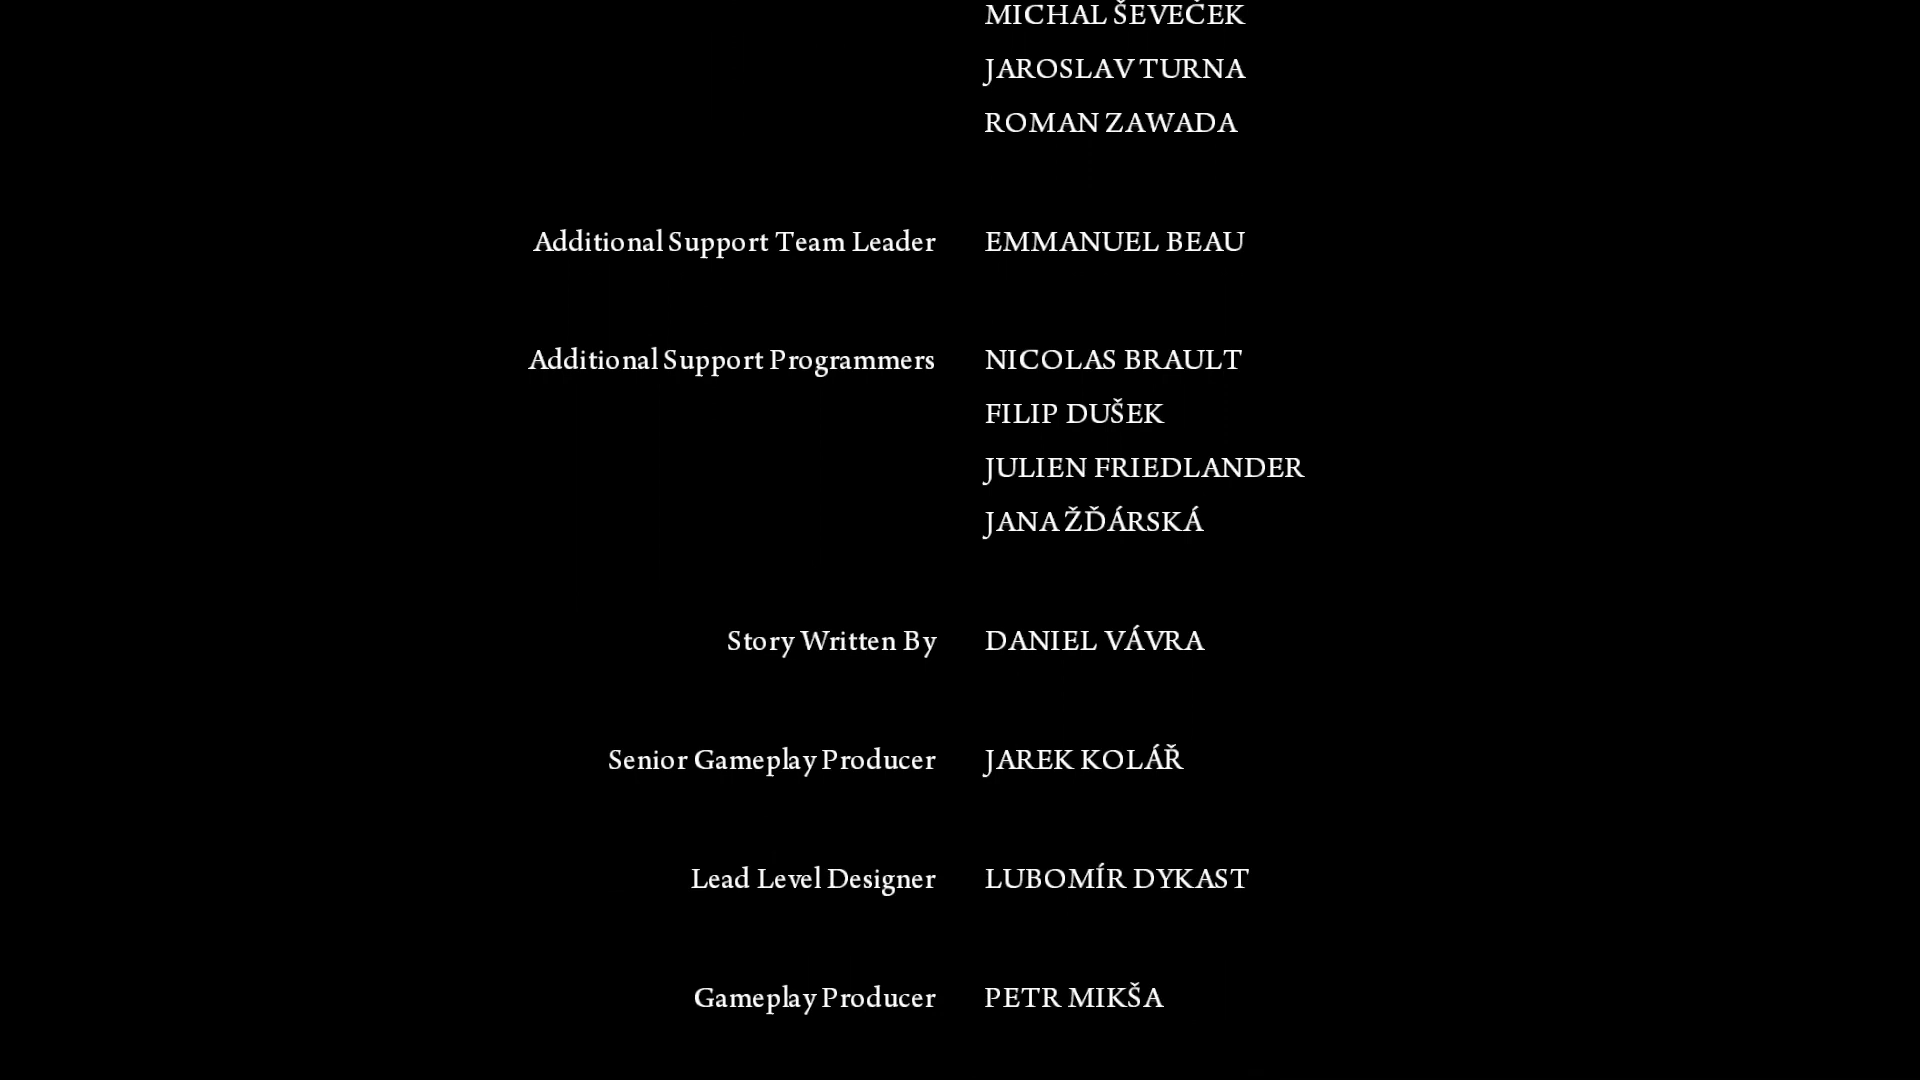 MICHAL ŠEVEČEK
JAROSLAV TURNA
ROMAN ZAWADA
Additional Support Team Leader EMMANUEL BEAU
Additional Support Programmers NICOLAS BRAULT
FILIP DUŠEK
JULIEN FRIEDLANDER
JANA ŽĎÁRSKÁ
Story Written By DANIEL VÁVRA
Senior Gameplay Producer JAREK KOLÁŘ
Lead Level Designer LUBOMÍR DYKAST
Gameplay Producer PETR MIKŠA